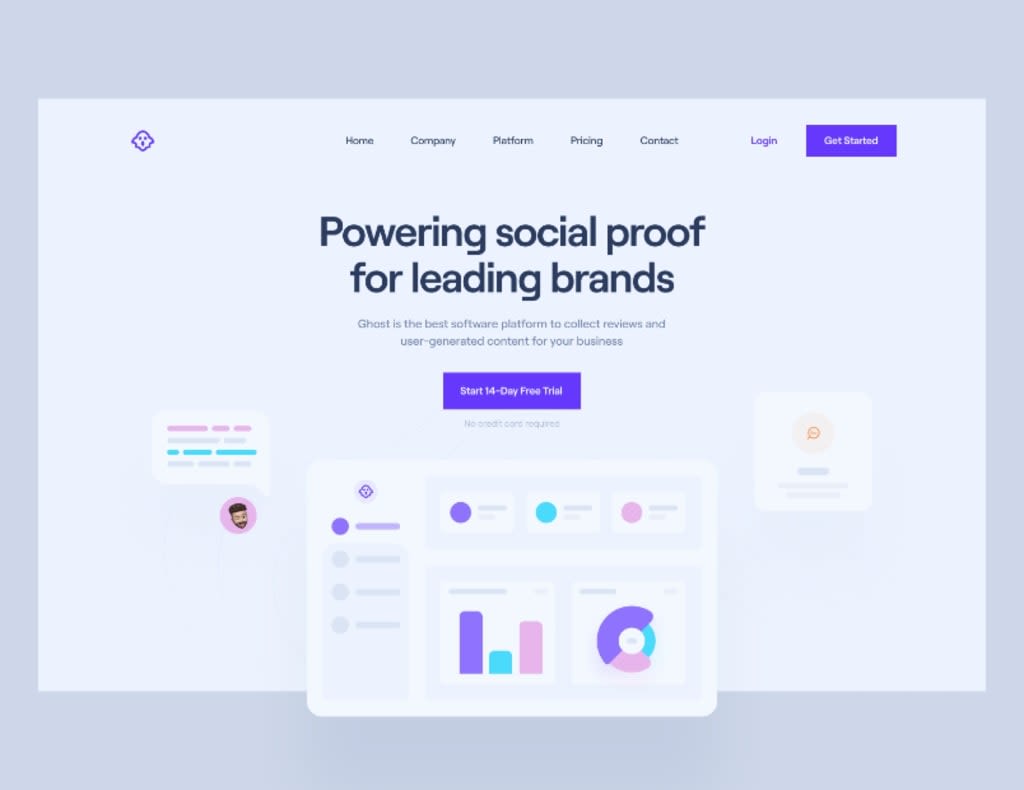 Home
Company
Platform
Pricing
Contact
Login
Get Started
Powering social proof
for leading brands
Ghost is the best software platform to collect reviews and
user-generated content for your business
Start 14-Day Free Trial
No credit card required